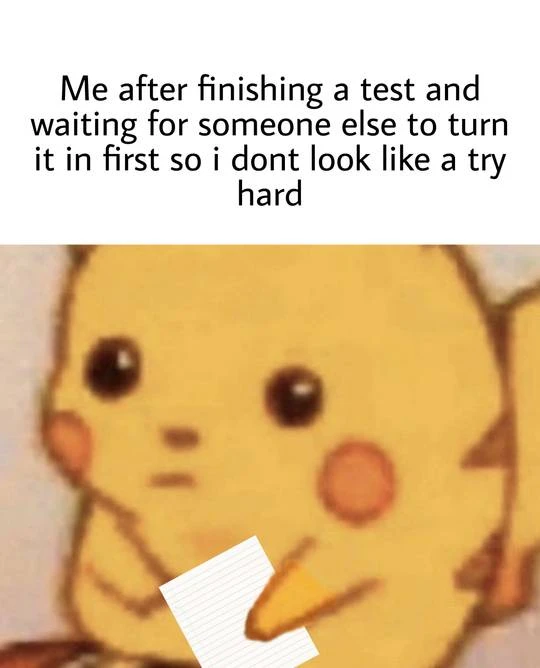 Me after finishing a test and
waiting for someone else to turn
it in first so i dont look like a try
hard